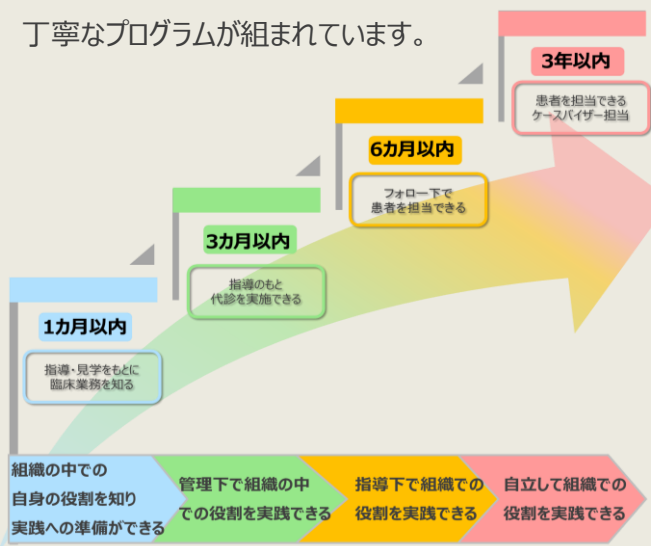 丁寧なプログラムが組まれています。
1カ月以内
指導・見学をもとに
臨床業務を知る
3カ月以内
指導のもと
代診を実施できる
6カ月以内
フォロー下で
患者を担当できる
3年以内
患者を担当できる
ケースバイザー担当
組織の中での
自身の役割を知り
実践への準備ができる
管理下で組織の中
での役割を実践できる
指導下で組織での
役割を実践できる
自立して組織での
役割を実践できる